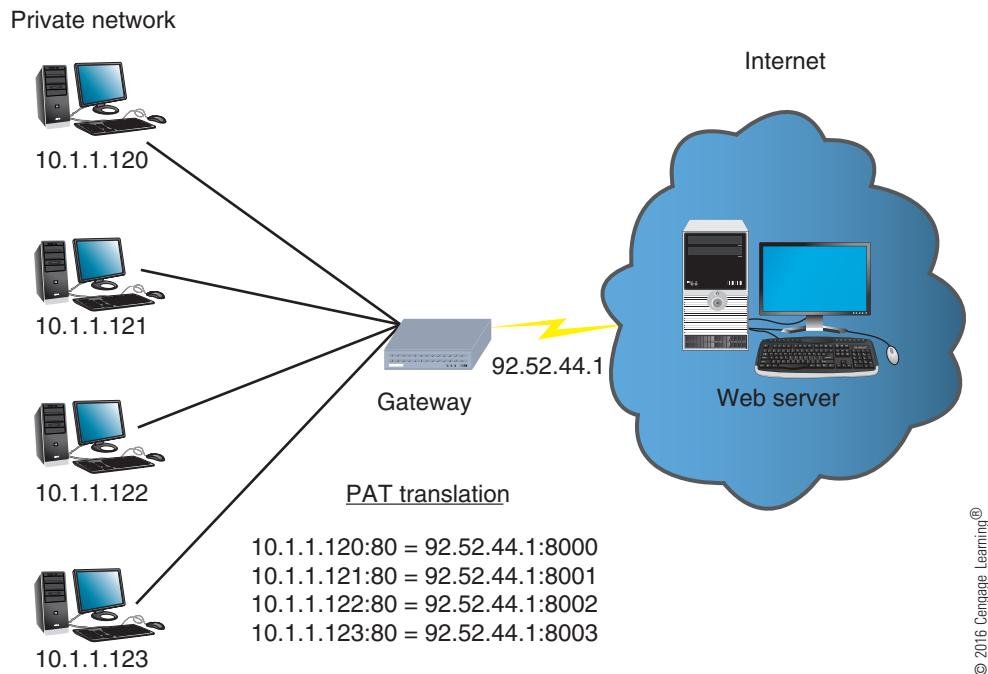 Private network
Internet
10.1.1.120
10.1.1.121
92.52.44.1
Gateway
Web server
10.1.1.122
PAT translation
10.1.1.120:80 = 92.52.44.1:8000
10.1.1.121:80 = 92.52.44.1:8001
10.1.1.122:80 = 92.52.44.1:8002
10.1.1.123:80 = 92.52.44.1:8003
10.1.1.123
© 2016 Cengage Learning®